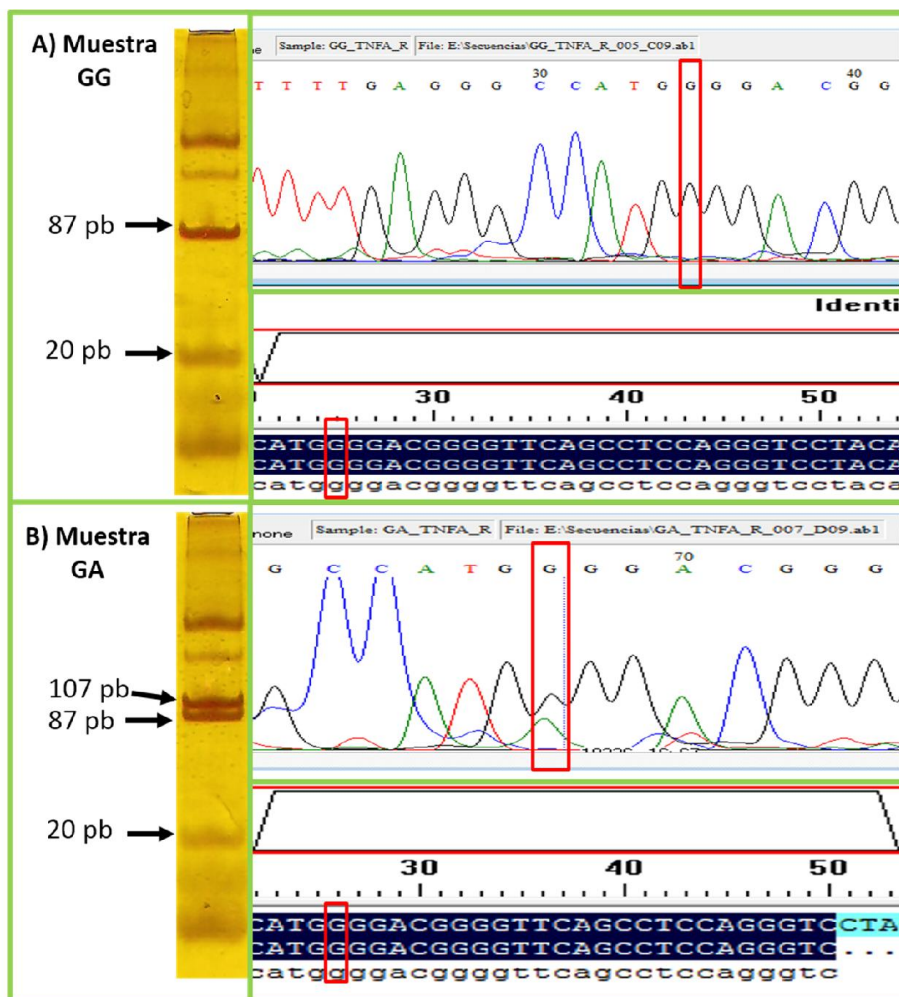 A) Muestra
GG
87 pb
20 pb
ne Sample: GG_TNFA_R File: E:\Secuencias\GG_TNFA_R_005_C09.ab1
30 40
T T T T G A G G G C C A T G G G G A C G G
Identi
30 40 50
CATGGGGACGGGGTTCAGCCTCCAGGGTCCTACA
CATGGGGACGGGGTTCAGCCTCCAGGGTCCTACA
catggggacggggttcagcctccagggtcctaca
B) Muestra
GA
107 pb
87 pb
20 pb
none Sample: GA_TNFA_R File: E:\Secuencias\GA_TNFA_R_007_D09.ab1
70
G C C A T G G G G A C G G G
30 40 50
CATGGGGACGGGGTTCAGCCTCCAGGGTCCTA
CATGGGGACGGGGTTCAGCCTCCAGGGTC...
catggggacggggttcagcctccagggtc